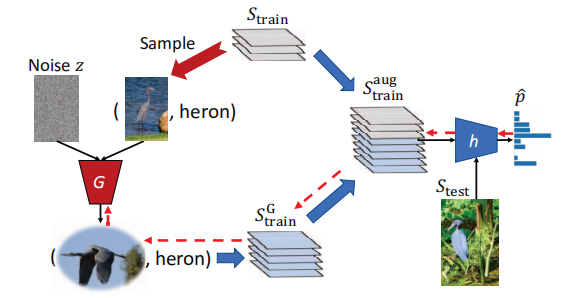 S_train
Sample
Noise z
( , heron)
S_train^aug
p̂
h
G
S_test
S_train^G
( , heron)